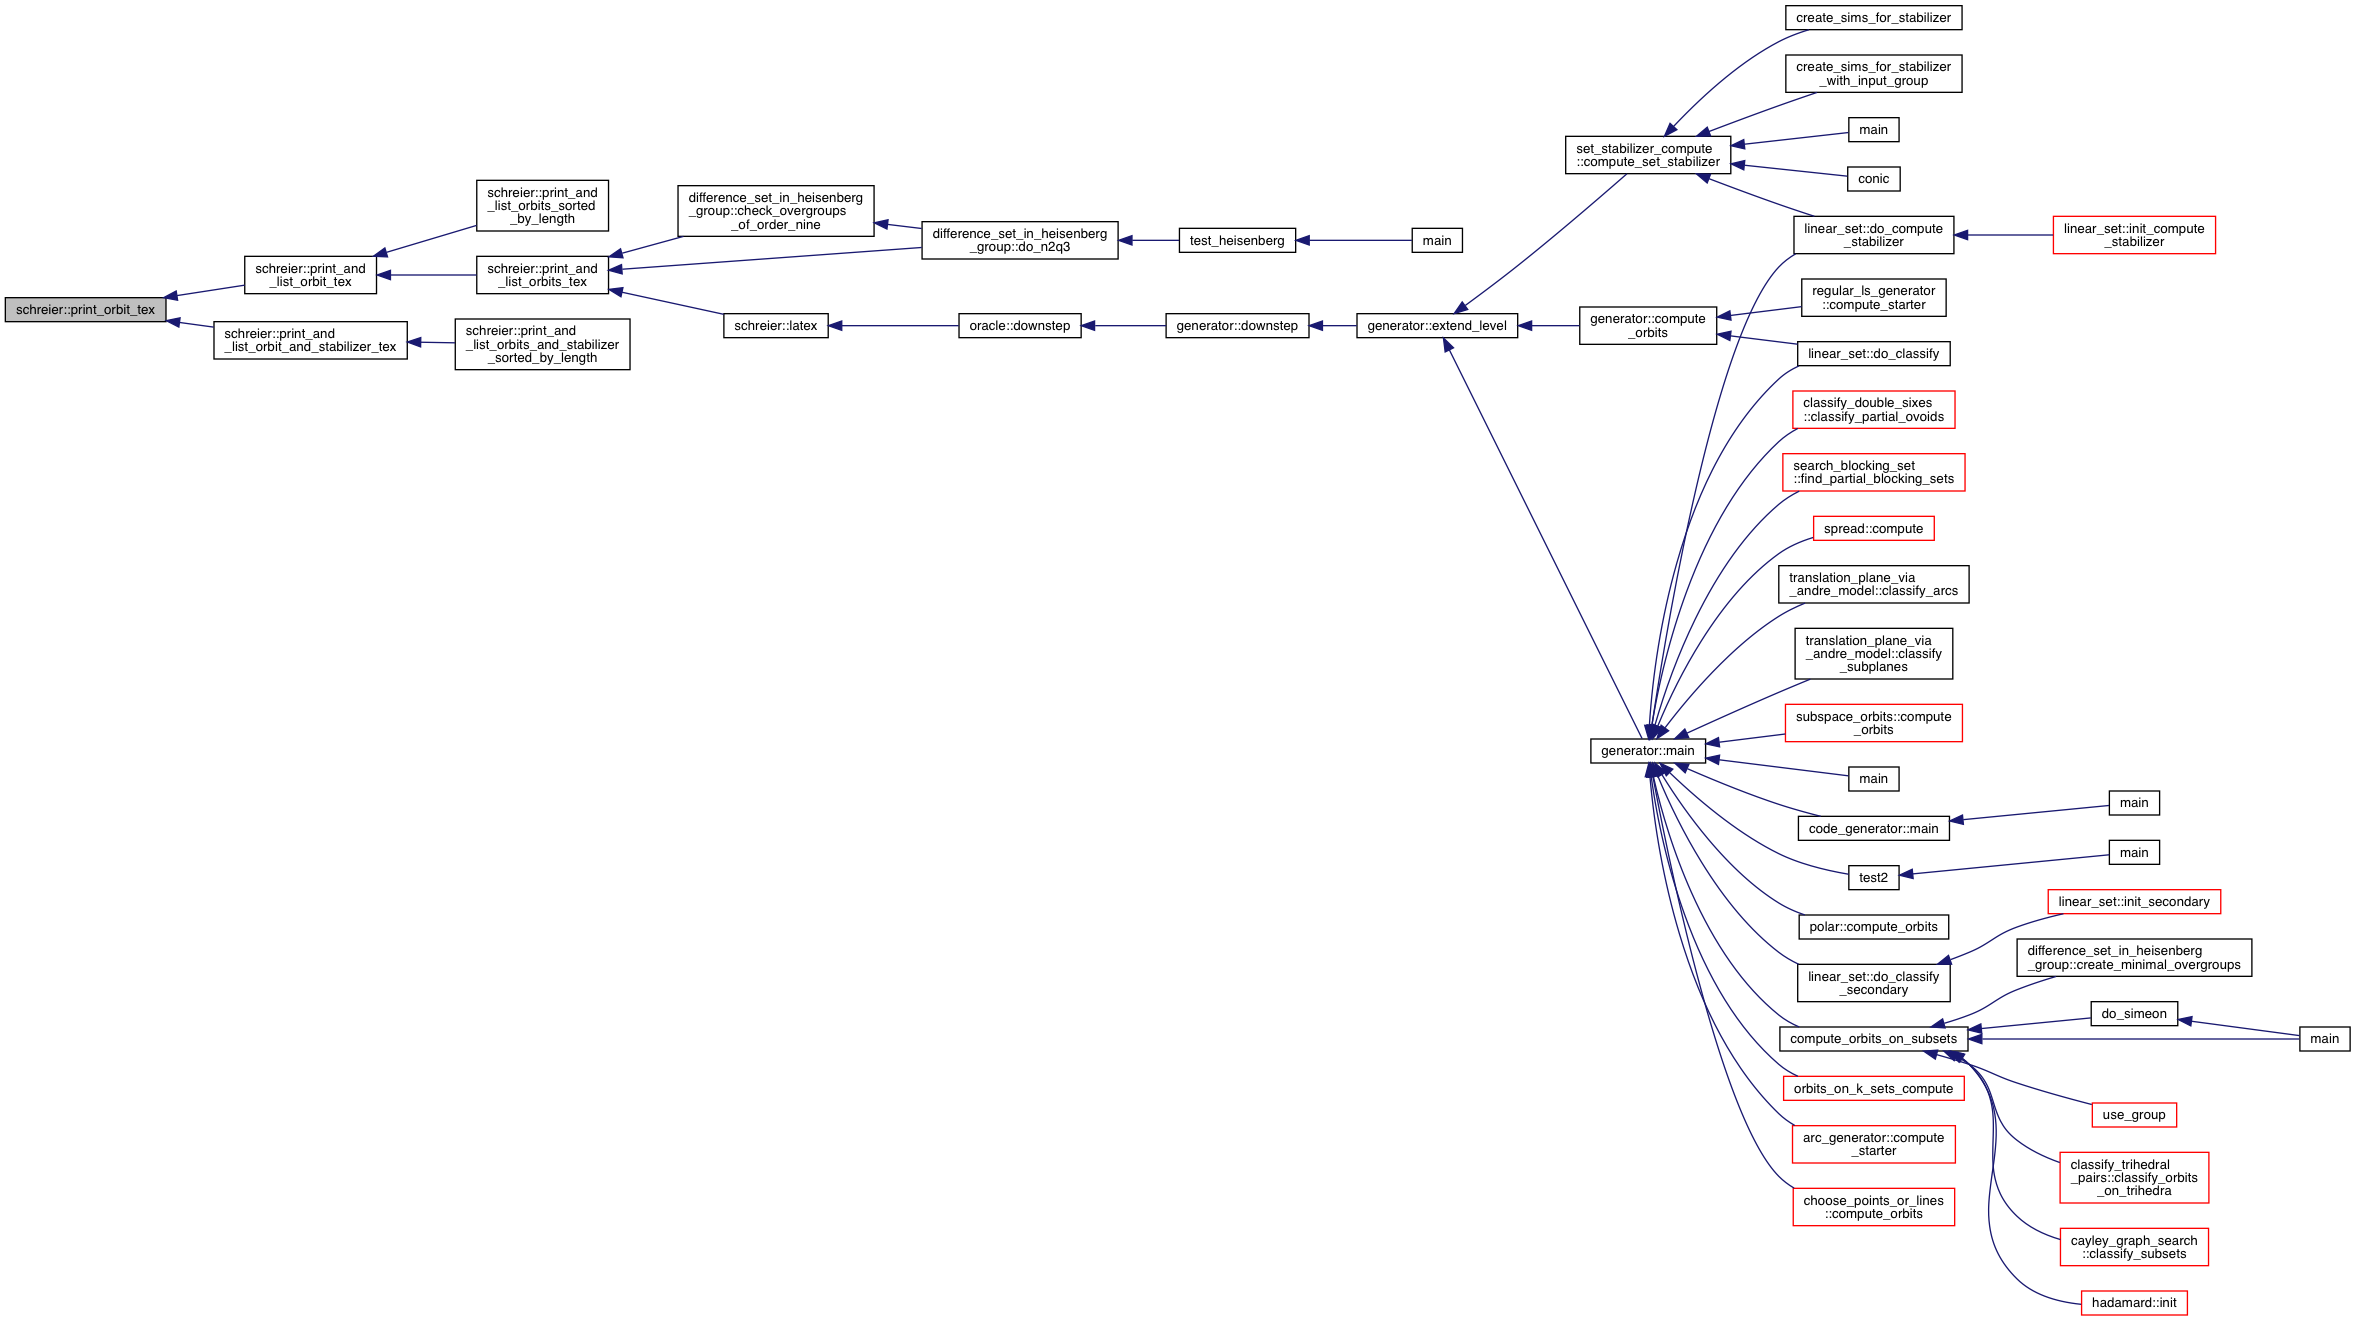 create_sims_for_stabilizer
create_sims_for_stabilizer
_with_input_group
main
set_stabilizer_compute
::compute_set_stabilizer
conic
schreier::print_and
_list_orbits_sorted
_by_length
difference_set_in_heisenberg
_group::check_overgroups
_of_order_nine
difference_set_in_heisenberg
_group::do_n2q3
test_heisenberg
main
linear_set::do_compute
_stabilizer
linear_set::init_compute
_stabilizer
schreier::print_and
_list_orbit_tex
schreier::print_and
_list_orbits_tex
regular_ls_generator
::compute_starter
schreier::print_orbit_tex
schreier::print_and
_list_orbit_and_stabilizer_tex
schreier::print_and
_list_orbits_and_stabilizer
_sorted_by_length
schreier::latex
oracle::downstep
generator::downstep
generator::extend_level
generator::compute
_orbits
linear_set::do_classify
classify_double_sixes
::classify_partial_ovoids
search_blocking_set
::find_partial_blocking_sets
spread::compute
translation_plane_via
_andre_model::classify_arcs
translation_plane_via
_andre_model::classify
_subplanes
subspace_orbits::compute
_orbits
generator::main
main
code_generator::main
main
test2
main
polar::compute_orbits
linear_set::init_secondary
linear_set::do_classify
_secondary
difference_set_in_heisenberg
_group::create_minimal_overgroups
do_simeon
compute_orbits_on_subsets
main
orbits_on_k_sets_compute
use_group
arc_generator::compute
_starter
classify_trihedral
_pairs::classify_orbits
_on_trihedra
choose_points_or_lines
::compute_orbits
cayley_graph_search
::classify_subsets
hadamard::init